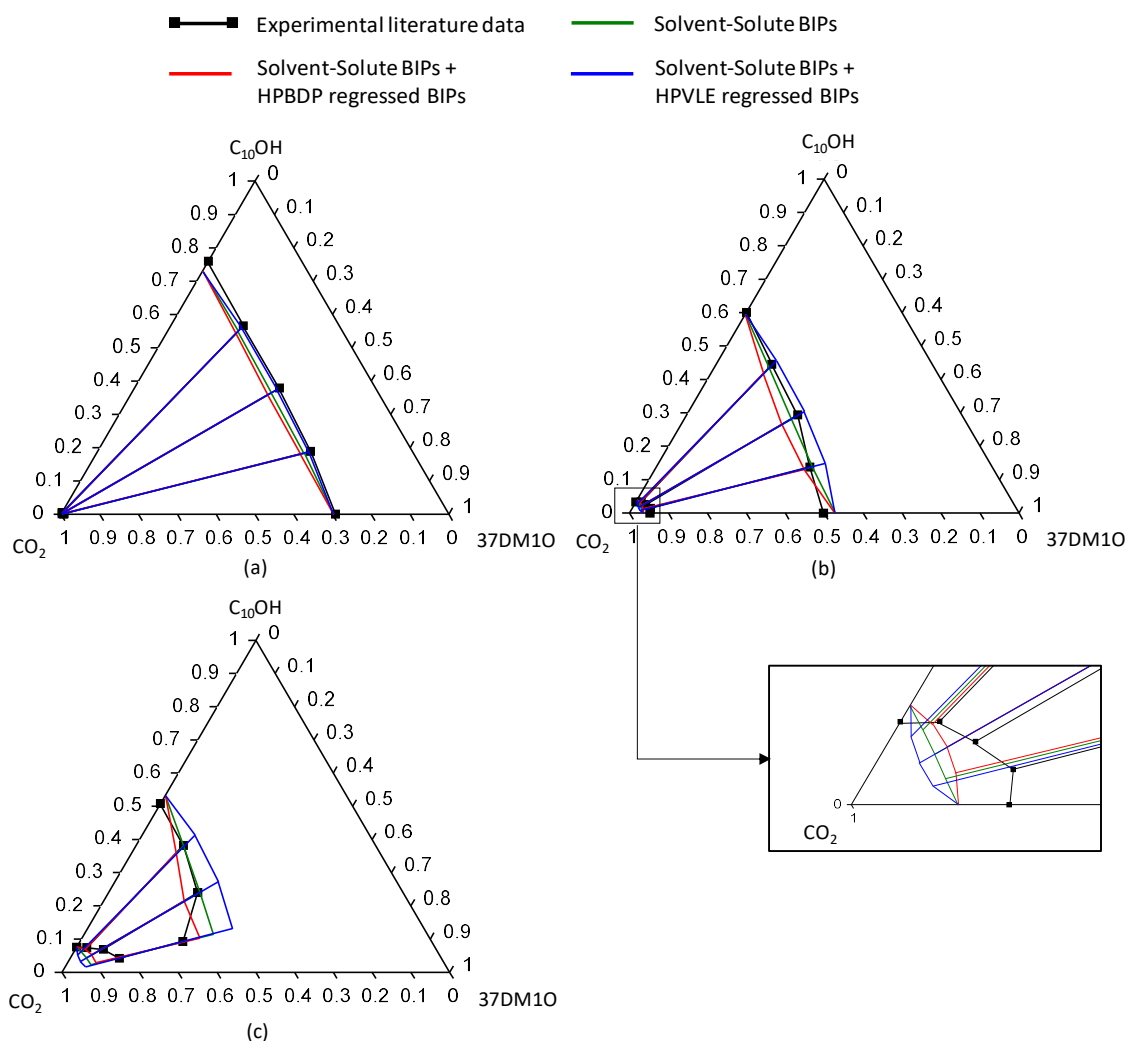 Experimental literature data
Solvent-Solute BIPs
Solvent-Solute BIPs +
HPBDP regressed BIPs
Solvent-Solute BIPs +
HPVLE regressed BIPs
C10OH
1 0
0.9 0.1
0.8 0.2
0.7 0.3
0.6 0.4
0.5 0.5
0.4 0.6
0.3 0.7
0.2 0.8
0.1 0.9
0 1
1 0.9 0.8 0.7 0.6 0.5 0.4 0.3 0.2 0.1 0
CO2 37DM1O
(a)
C10OH
1 0
0.9 0.1
0.8 0.2
0.7 0.3
0.6 0.4
0.5 0.5
0.4 0.6
0.3 0.7
0.2 0.8
0.1 0.9
0 1
1 0.9 0.8 0.7 0.6 0.5 0.4 0.3 0.2 0.1 0
CO2 37DM1O
(b)
C10OH
1 0
0.9 0.1
0.8 0.2
0.7 0.3
0.6 0.4
0.5 0.5
0.4 0.6
0.3 0.7
0.2 0.8
0.1 0.9
0 1
1 0.9 0.8 0.7 0.6 0.5 0.4 0.3 0.2 0.1 0
CO2 37DM1O
(c)
0
1
CO2